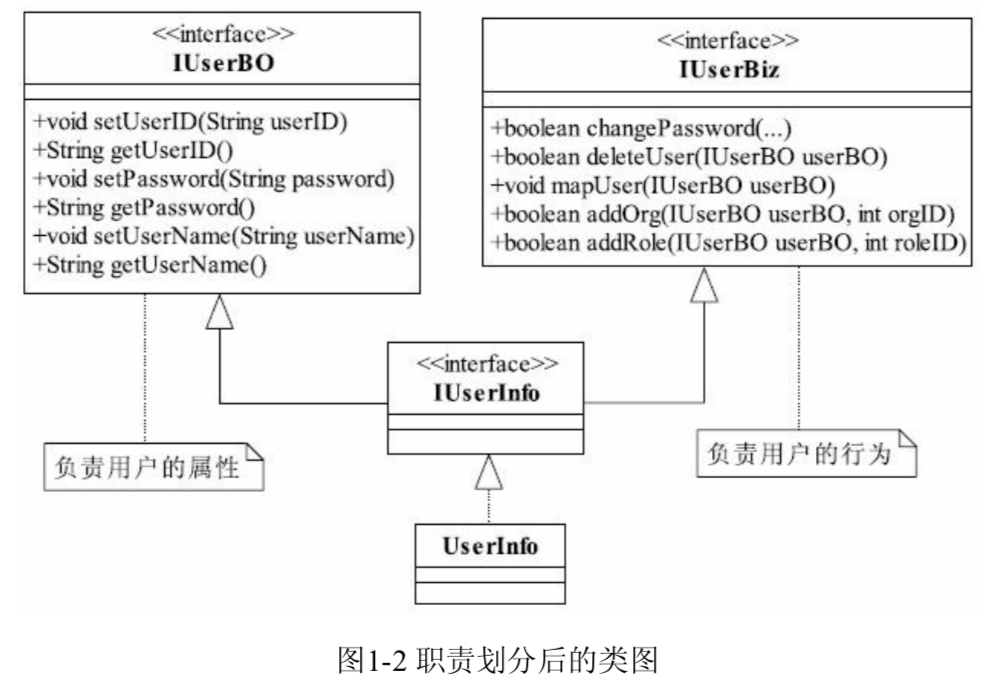 <<interface>>
IUserBO
+void setUserID(String userID)
+String getUserID()
+void setPassword(String password)
+String getPassword()
+void setUserName(String userName)
+String getUserName()
<<interface>>
IUserBiz
+boolean changePassword(...)
+boolean deleteUser(IUserBO userBO)
+void mapUser(IUserBO userBO)
+boolean addOrg(IUserBO userBO, int orgID)
+boolean addRole(IUserBO userBO, int roleID)
<<interface>>
IUserInfo
负责用户的属性
负责用户的行为
UserInfo
图1-2 职责划分后的类图